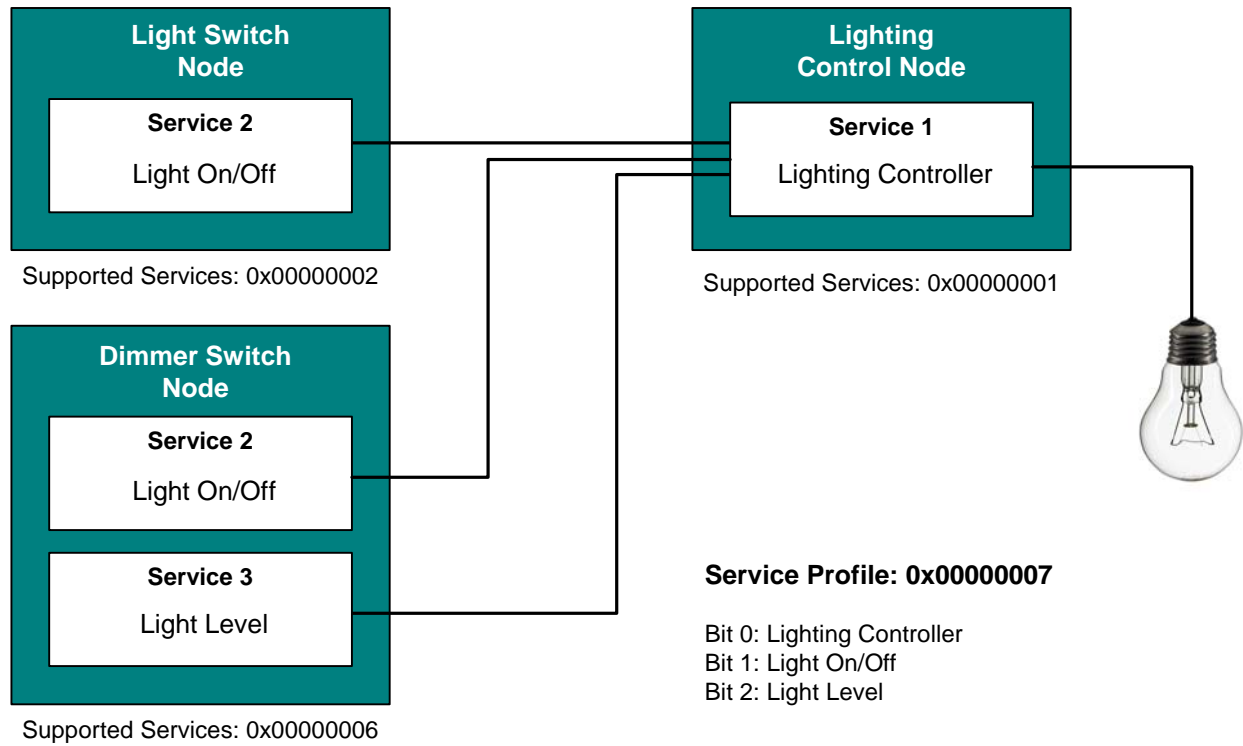 Light Switch
Node
Service 2
Light On/Off
Supported Services: 0x00000002
Lighting
Control Node
Service 1
Lighting Controller
Supported Services: 0x00000001
Dimmer Switch
Node
Service 2
Light On/Off
Service 3
Light Level
Supported Services: 0x00000006
Service Profile: 0x00000007
Bit 0: Lighting Controller
Bit 1: Light On/Off
Bit 2: Light Level